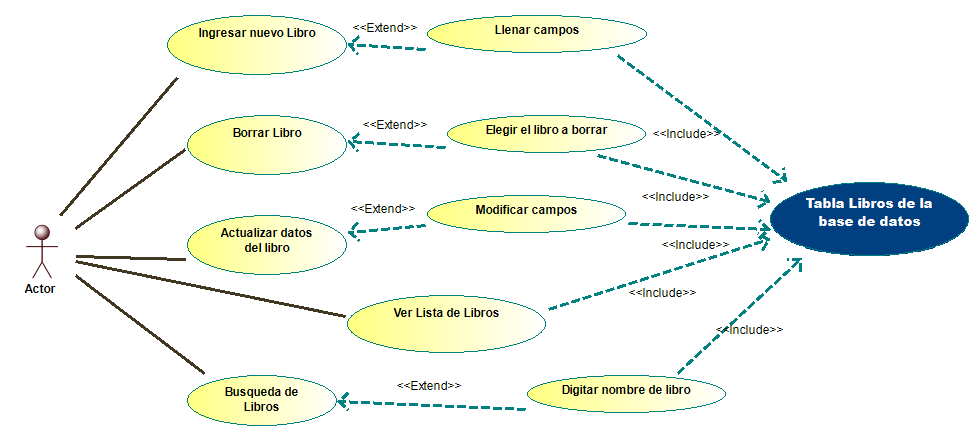 Ingresar nuevo Libro
<<Extend>>
Llenar campos
Borrar Libro
<<Extend>>
Elegir el libro a borrar
<<Include>>
Tabla Libros de la
base de datos
Actualizar datos
del libro
<<Extend>>
Modificar campos
<<Include>>
<<Include>>
Actor
Ver Lista de Libros
<<Include>>
<<Include>>
Busqueda de
Libros
<<Extend>>
Digitar nombre de libro